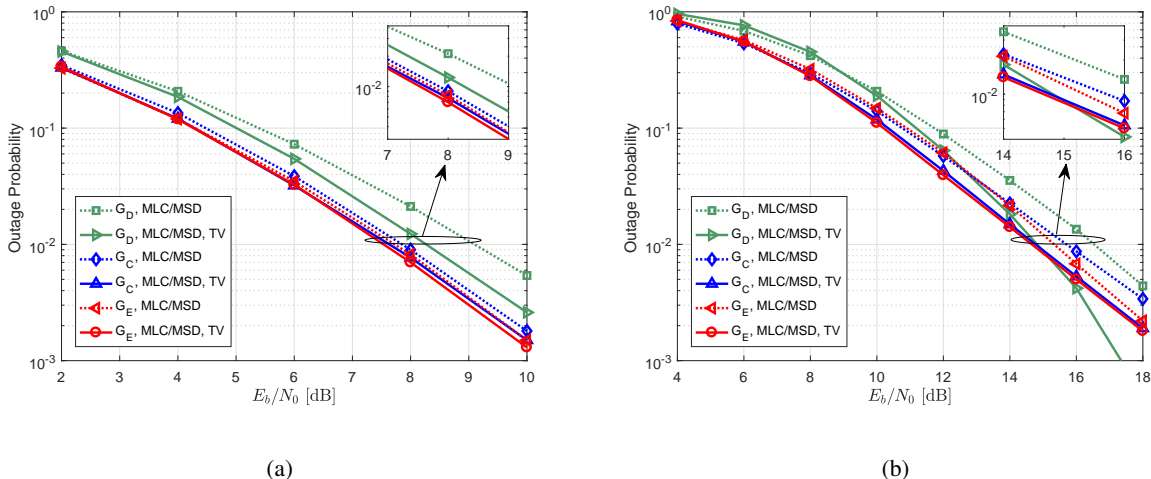 10^0
10^-1
10^-2
10^-3
Outage Probability
2 3 4 5 6 7 8 9 10
E_b/N_0 [dB]
10^-2
7 8 9
G_D, MLC/MSD
G_D, MLC/MSD, TV
G_C, MLC/MSD
G_C, MLC/MSD, TV
G_E, MLC/MSD
G_E, MLC/MSD, TV
(a)
10^0
10^-1
10^-2
10^-3
Outage Probability
4 6 8 10 12 14 16 18
E_b/N_0 [dB]
10^-2
14 15 16
G_D, MLC/MSD
G_D, MLC/MSD, TV
G_C, MLC/MSD
G_C, MLC/MSD, TV
G_E, MLC/MSD
G_E, MLC/MSD, TV
(b)